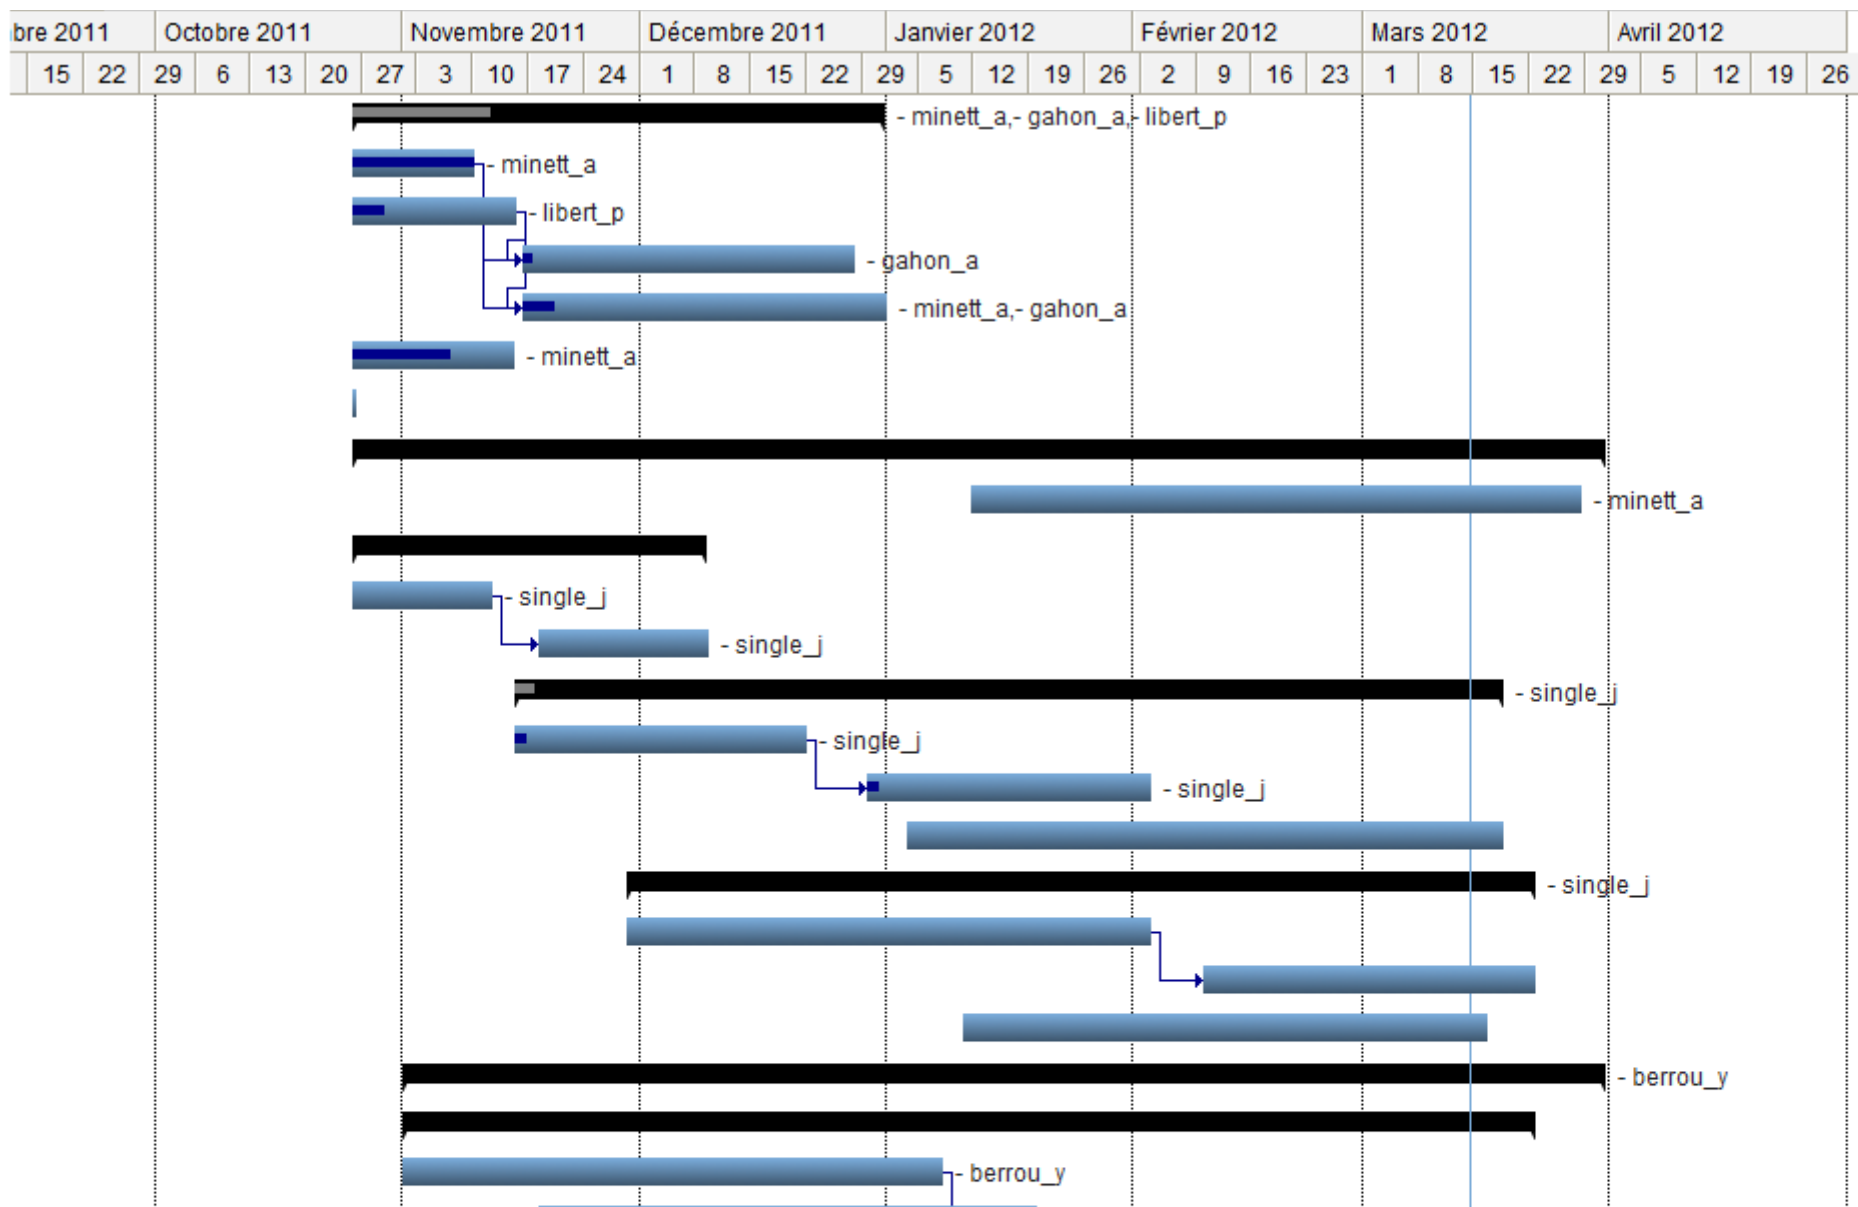 bre 2011 Octobre 2011 Novembre 2011 Décembre 2011 Janvier 2012 Février 2012 Mars 2012 Avril 2012
15 22 29 6 13 20 27 3 10 17 24 1 8 15 22 29 5 12 19 26 2 9 16 23 1 8 15 22 29 5 12 19 26
- minett_a,- gahon_a,- libert_p
- minett_a
- libert_p
- gahon_a
- minett_a,- gahon_a
- minett_a
- minett_a
- single_j
- single_j
- single_j
- single_j
- single_j
- single_j
- berrou_y
- berrou_y